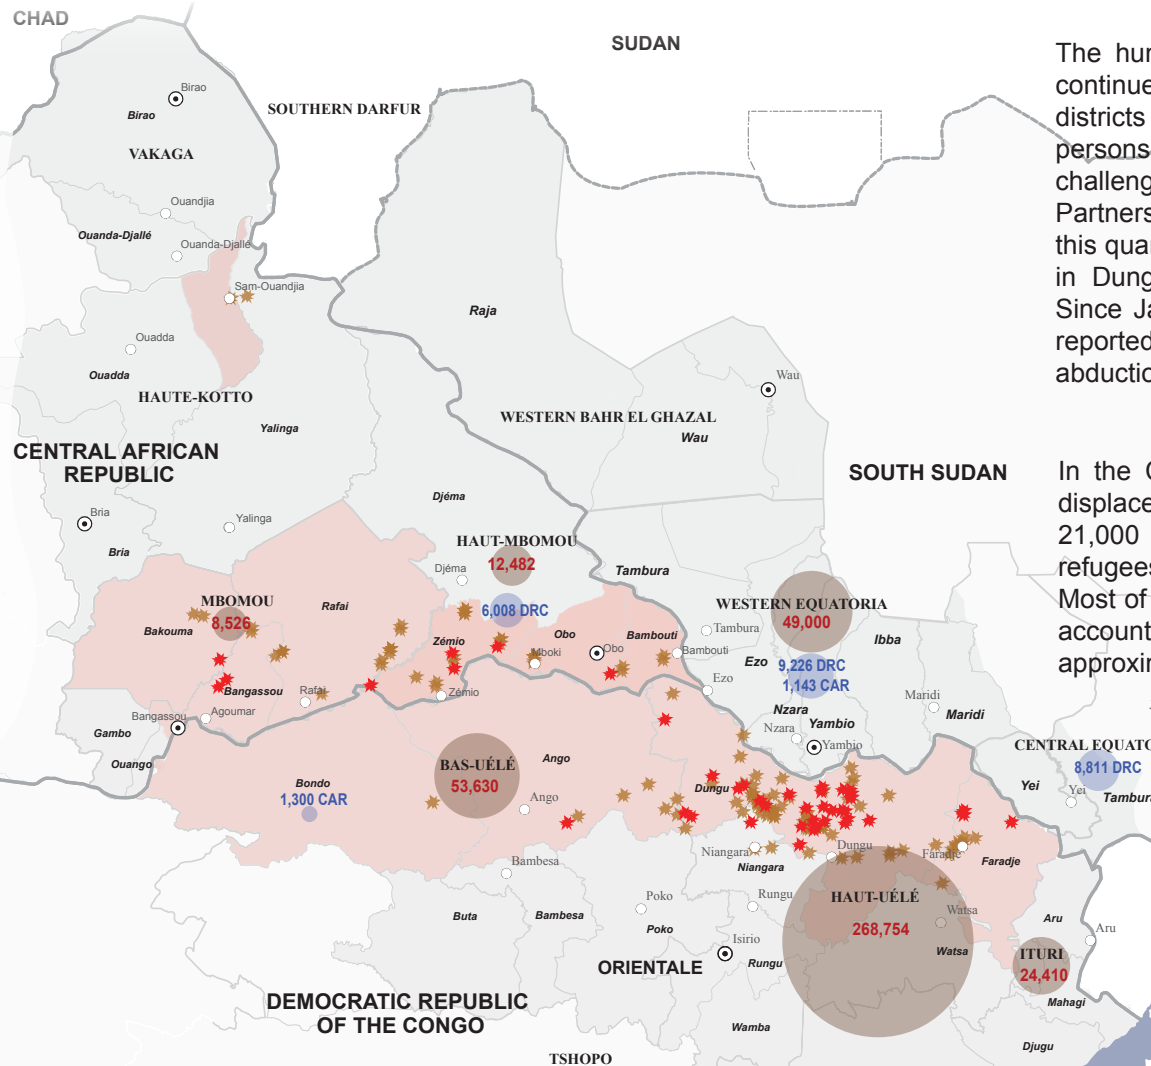 CHAD
SUDAN
Birao
Birao
SOUTHERN DARFUR
VAKAGA
Ouandjia
Ouanda-Djallé
Ouanda-Djallé
Sam-Ouandjia
Raja
Ouadda
Ouadda
HAUTE-KOTTO
Yalinga
Wau
WESTERN BAHR EL GHAZAL
Wau
CENTRAL AFRICAN
REPUBLIC
SOUTH SUDAN
Djéma
Bria
Yalinga
Bria
HAUT-MBOMOU
12,482
Djéma
Tambura
MBOMOU
8,526
Rafai
6,008 DRC
WESTERN EQUATORIA
49,000
Bakouma
Zémio
Obo
Bambouti
Tambura
Ibba
Mboki
Obo
Bambouti
Ezo
9,226 DRC
1,143 CAR
Ezo
Bangassou
Rafai
Zémio
Maridi
Maridi
Nzara
Yambio
Bangassou
Agoumar
Gambo
Nzara
Yambio
Ouango
CENTRAL EQUATO
8,811 DRC
BAS-UÉLÉ
53,630
Ango
Bondo
1,300 CAR
Ango
Dungu
Yei
Yei
Tambura
Bambesa
Niangara
Niangara
Dungu
Faradje
Faradje
Rungu
HAUT-UÉLÉ
268,754
Poko
Poko
Buta
Bambesa
Watsa
Watsa
Aru
Aru
Isirio
Rungu
ORIENTALE
ITURI
24,410
DEMOCRATIC REPUBLIC
OF THE CONGO
Mahagi
Wamba
Djugu
TSHOPO
The hu
continue
districts
persons
challeng
Partners
this qua
in Dung
Since Ja
reported
abductio
In the C
displace
21,000
refugees
Most of
account
approxi